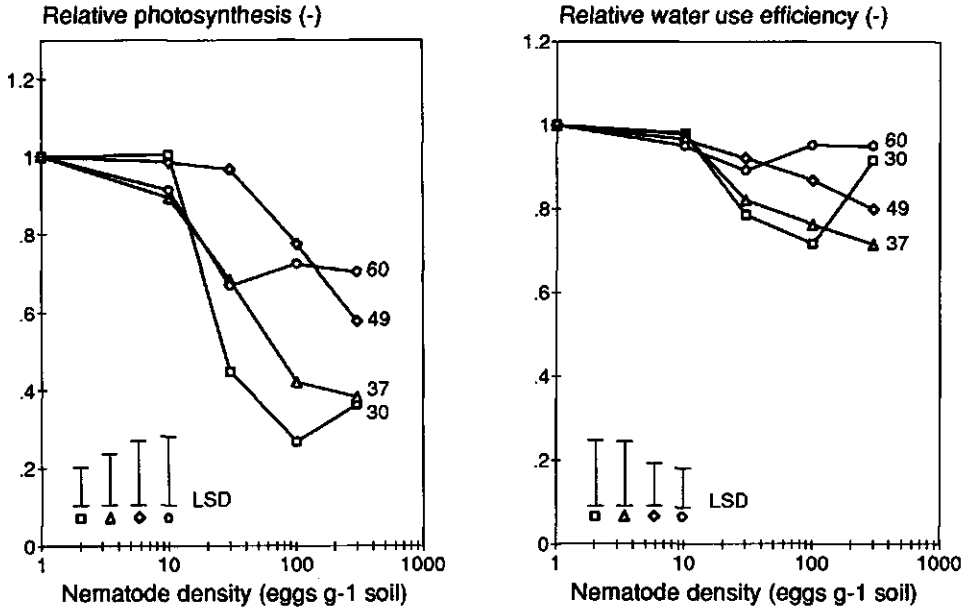 Relative photosynthesis (-)
1.2
1
.8
.6
.4
.2
0
60
49
37
30
LSD
1 10 100 1000
Nematode density (eggs g-1 soil)
Relative water use efficiency (-)
1.2
1
.8
.6
.4
.2
0
60
30
49
37
LSD
1 10 100 1000
Nematode density (eggs g-1 soil)